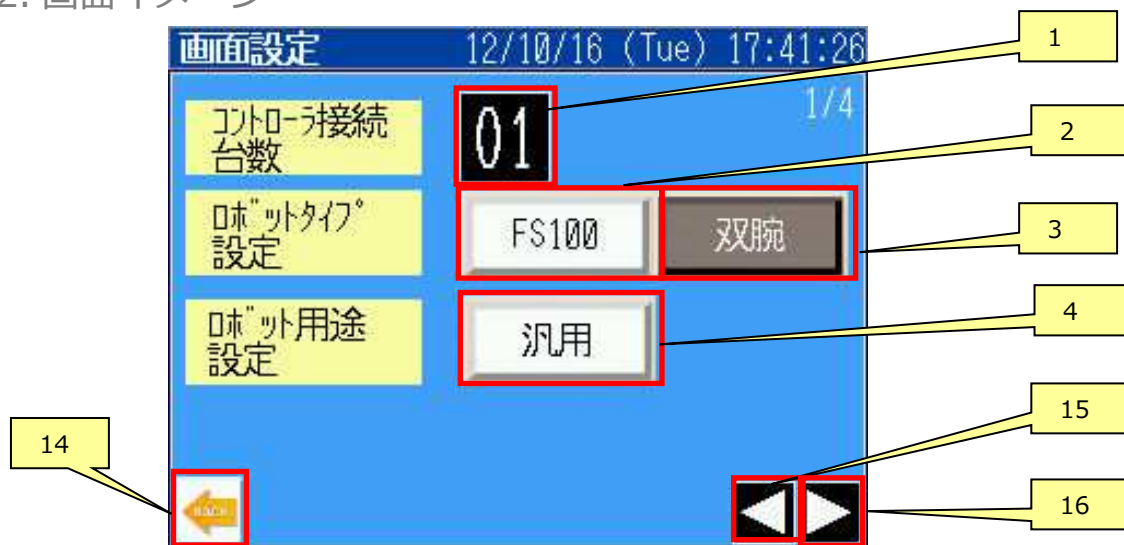 2. 画面イメージ
画面設定 12/10/16 (Tue) 17:41:26
1/4
コントローラ接続
台数
01
ロボットタイプ
設定
FS100
双腕
ロボット用途
設定
汎用
BACK
1
2
3
4
14
15
16